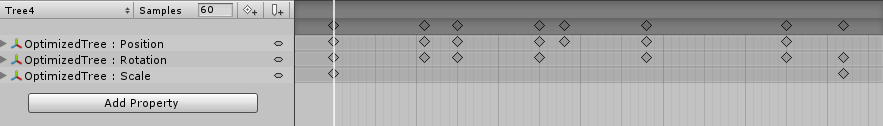 Tree4 Samples 60
OptimizedTree : Position
OptimizedTree : Rotation
OptimizedTree : Scale
Add Property